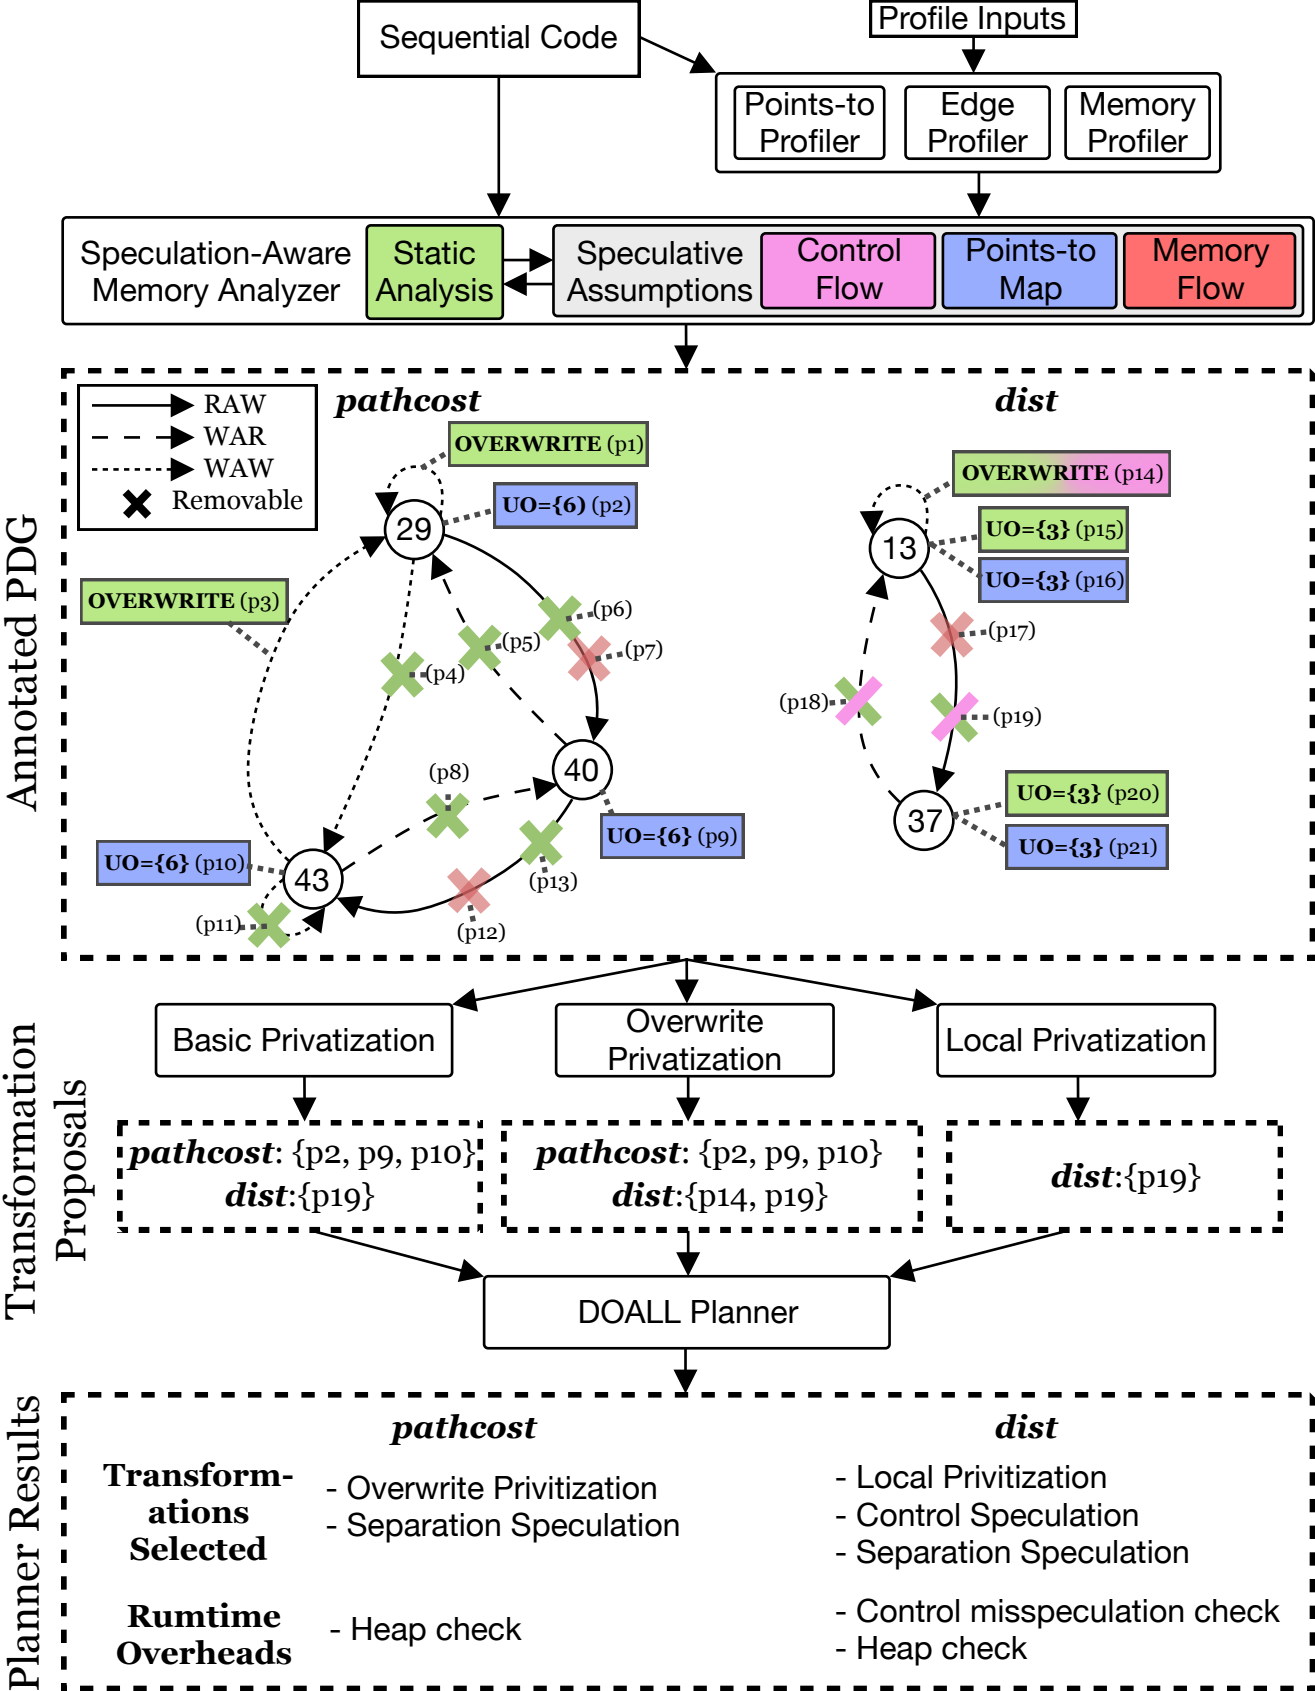 Sequential Code
Profile Inputs
Points-to
Profiler
Edge
Profiler
Memory
Profiler
Speculation-Aware
Memory Analyzer
Static
Analysis
Speculative
Assumptions
Control
Flow
Points-to
Map
Memory
Flow
Annotated PDG
RAW
WAR
WAW
Removable
pathcost
dist
OVERWRITE (p1)
UO={6) (p2)
29
OVERWRITE (p3)
(p6)
(p5)
(p7)
(p4)
40
(p8)
UO={6} (p9)
UO={6} (p10)
43
(p13)
(p11)
(p12)
OVERWRITE (p14)
13
UO={3} (p15)
UO={3} (p16)
(p17)
(p18)
(p19)
37
UO={3} (p20)
UO={3} (p21)
Transformation
Proposals
Basic Privatization
Overwrite
Privatization
Local Privatization
pathcost: {p2, p9, p10}
dist:{p19}
pathcost: {p2, p9, p10}
dist:{p14, p19}
dist:{p19}
DOALL Planner
Planner Results
pathcost
dist
Transform-
ations
Selected
- Overwrite Privitization
- Separation Speculation
- Local Privitization
- Control Speculation
- Separation Speculation
Rumtime
Overheads
- Heap check
- Control misspeculation check
- Heap check